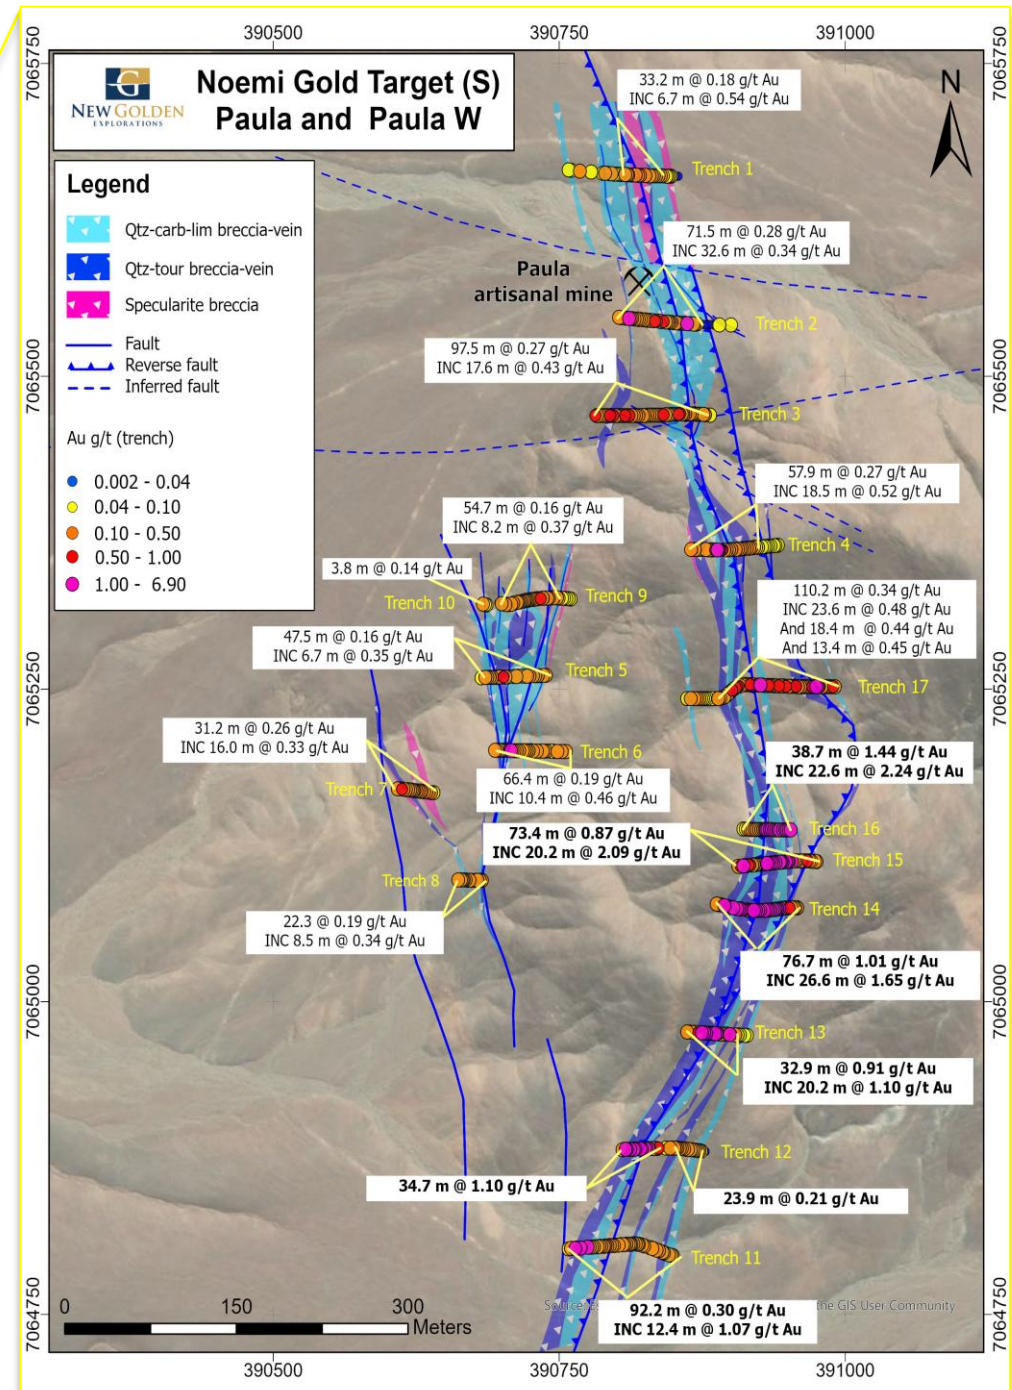 390500
390750
391000
7065750
7065750
NEW GOLDEN
EXPLORATIONS
Noemi Gold Target (S)
Paula and Paula W
N
33.2 m @ 0.18 g/t Au
INC 6.7 m @ 0.54 g/t Au
Trench 1
Legend
Qtz-carb-lim breccia-vein
Qtz-tour breccia-vein
Specularite breccia
Fault
Reverse fault
Inferred fault
Au g/t (trench)
0.002 - 0.04
0.04 - 0.10
0.10 - 0.50
0.50 - 1.00
1.00 - 6.90
71.5 m @ 0.28 g/t Au
INC 32.6 m @ 0.34 g/t Au
Paula
artisanal mine
Trench 2
97.5 m @ 0.27 g/t Au
INC 17.6 m @ 0.43 g/t Au
7065500
7065500
Trench 3
57.9 m @ 0.27 g/t Au
INC 18.5 m @ 0.52 g/t Au
54.7 m @ 0.16 g/t Au
INC 8.2 m @ 0.37 g/t Au
Trench 4
3.8 m @ 0.14 g/t Au
Trench 10
Trench 9
110.2 m @ 0.34 g/t Au
INC 23.6 m @ 0.48 g/t Au
And 18.4 m @ 0.44 g/t Au
And 13.4 m @ 0.45 g/t Au
47.5 m @ 0.16 g/t Au
INC 6.7 m @ 0.35 g/t Au
Trench 5
Trench 17
7065250
7065250
31.2 m @ 0.26 g/t Au
INC 16.0 m @ 0.33 g/t Au
Trench 6
38.7 m @ 1.44 g/t Au
INC 22.6 m @ 2.24 g/t Au
Trench 7
66.4 m @ 0.19 g/t Au
INC 10.4 m @ 0.46 g/t Au
73.4 m @ 0.87 g/t Au
INC 20.2 m @ 2.09 g/t Au
Trench 16
Trench 15
Trench 8
Trench 14
22.3 @ 0.19 g/t Au
INC 8.5 m @ 0.34 g/t Au
76.7 m @ 1.01 g/t Au
INC 26.6 m @ 1.65 g/t Au
7065000
7065000
Trench 13
32.9 m @ 0.91 g/t Au
INC 20.2 m @ 1.10 g/t Au
Trench 12
34.7 m @ 1.10 g/t Au
23.9 m @ 0.21 g/t Au
Trench 11
0
150
300
Meters
92.2 m @ 0.30 g/t Au
INC 12.4 m @ 1.07 g/t Au
the GIS User Community
7064750
7064750
390500
390750
391000